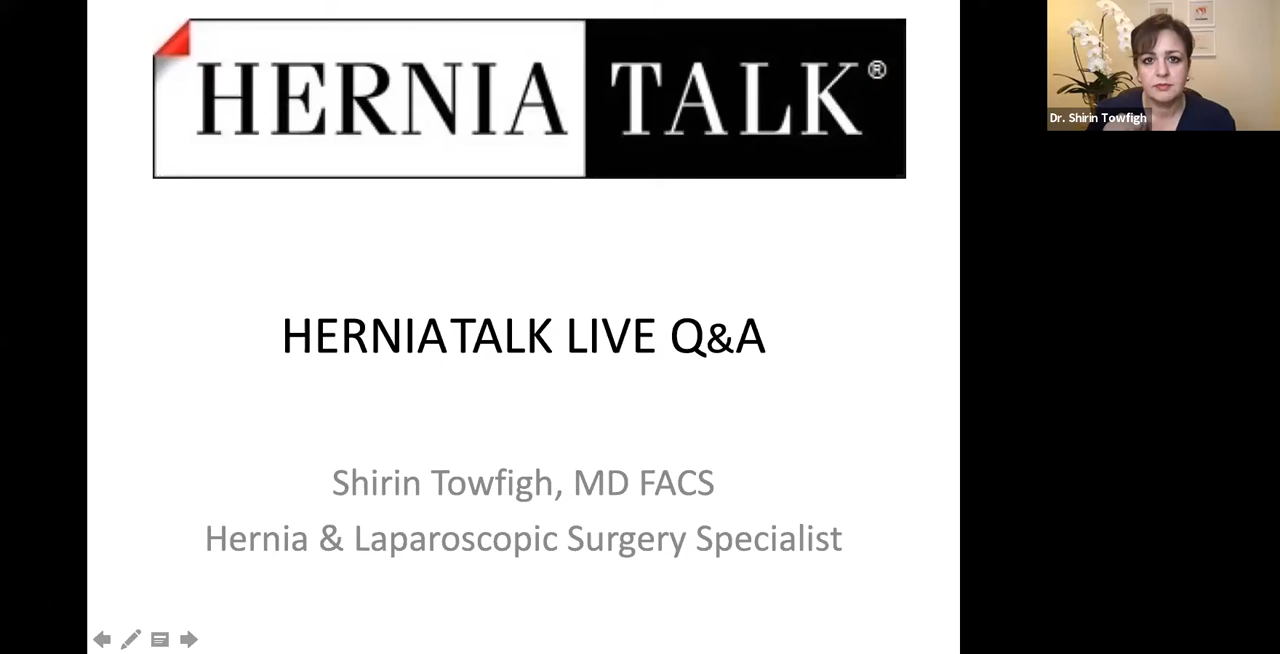 HERNIA TALK®
Dr. Shirin Towfigh
HERNIATALK LIVE Q&A
Shirin Towfigh, MD FACS
Hernia & Laparoscopic Surgery Specialist